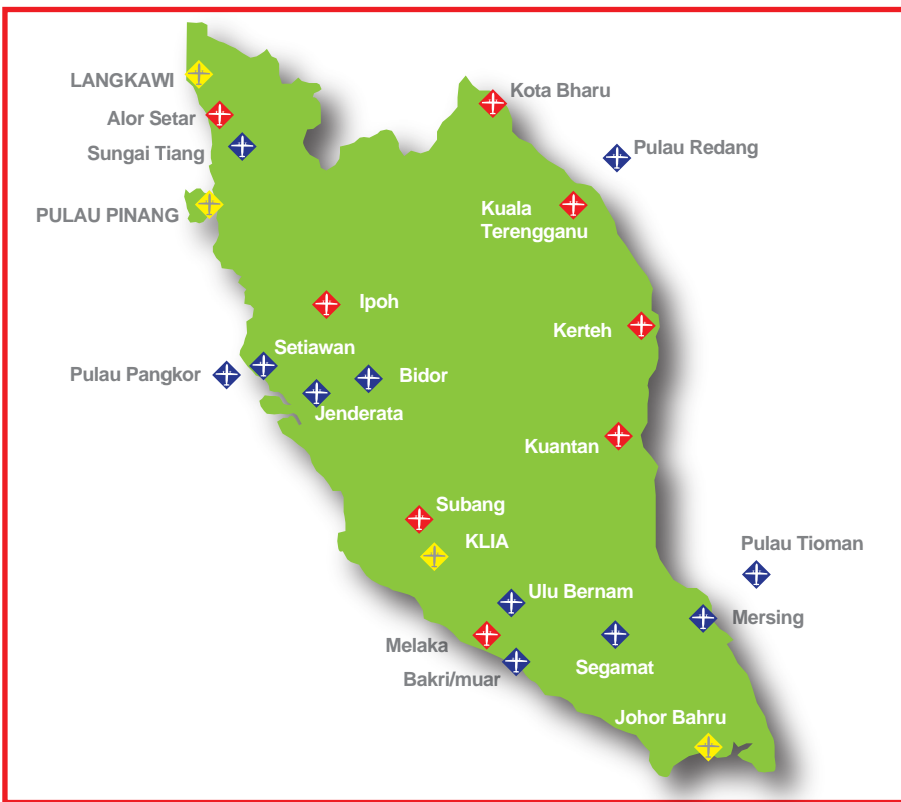 LANGKAWI
Kota Bharu
Alor Setar
Sungai Tiang
Pulau Redang
PULAU PINANG
Kuala
Terengganu
Ipoh
Kerteh
Setiawan
Pulau Pangkor
Bidor
Jenderata
Kuantan
Subang
KLIA
Pulau Tioman
Ulu Bernam
Mersing
Melaka
Segamat
Bakri/muar
Johor Bahru